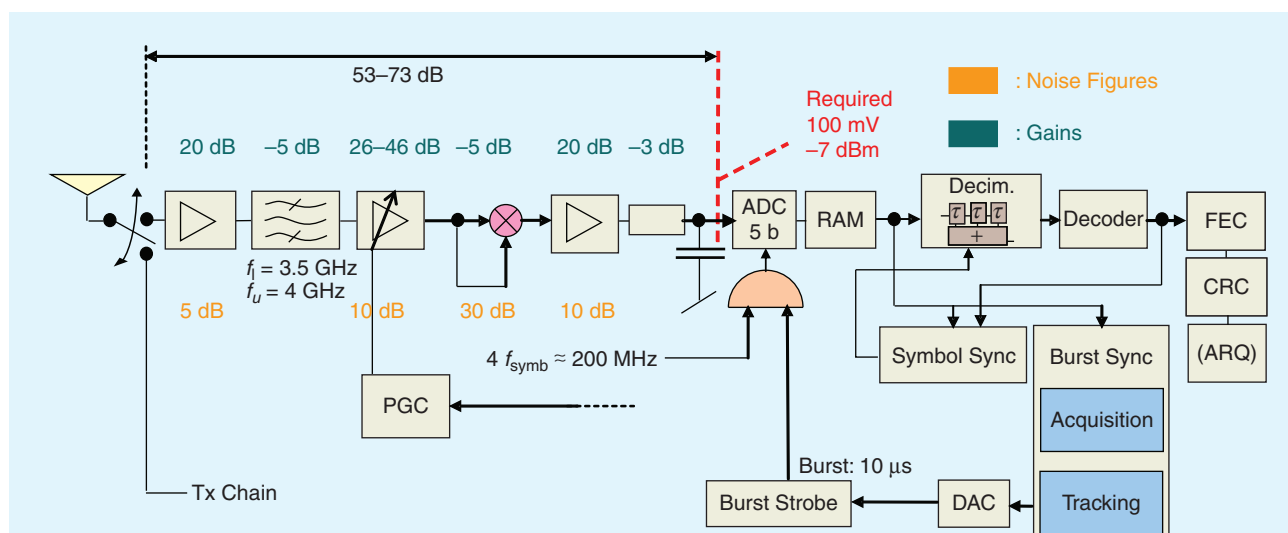 53–73 dB
Required
100 mV
–7 dBm
: Noise Figures
: Gains
20 dB
–5 dB
26–46 dB
–5 dB
20 dB
–3 dB
ADC
5 b
RAM
Decim.
τ τ τ
+
Decoder
FEC
CRC
(ARQ)
fl = 3.5 GHz
fu = 4 GHz
5 dB
10 dB
30 dB
10 dB
4 fsymb ≈ 200 MHz
Symbol Sync
Burst Sync
Acquisition
Tracking
PGC
Burst: 10 μs
Burst Strobe
DAC
Tx Chain